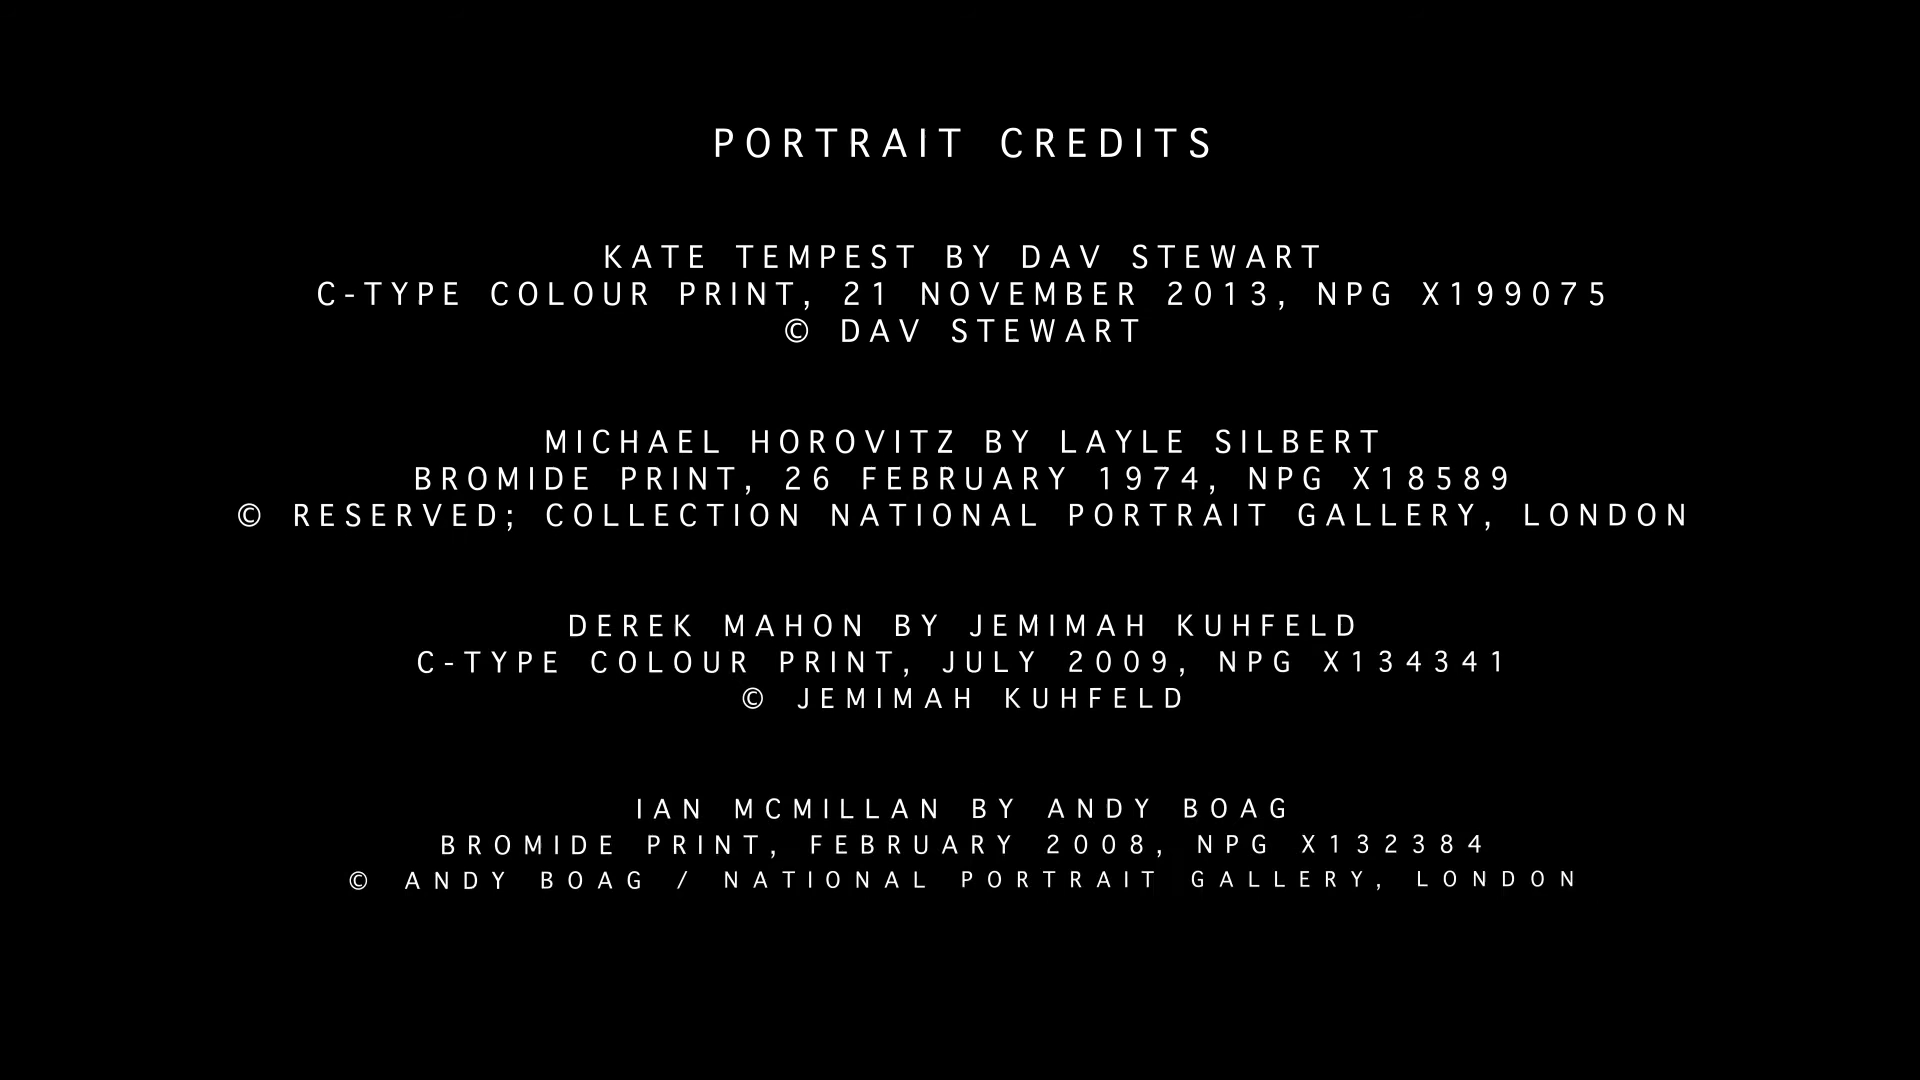 PORTRAIT CREDITS
KATE TEMPEST BY DAV STEWART
C-TYPE COLOUR PRINT, 21 NOVEMBER 2013, NPG X199075
© DAV STEWART
MICHAEL HOROVITZ BY LAYLE SILBERT
BROMIDE PRINT, 26 FEBRUARY 1974, NPG X18589
© RESERVED; COLLECTION NATIONAL PORTRAIT GALLERY, LONDON
DEREK MAHON BY JEMIMAH KUHFELD
C-TYPE COLOUR PRINT, JULY 2009, NPG X134341
© JEMIMAH KUHFELD
IAN MCMILLAN BY ANDY BOAG
BROMIDE PRINT, FEBRUARY 2008, NPG X132384
© ANDY BOAG / NATIONAL PORTRAIT GALLERY, LONDON